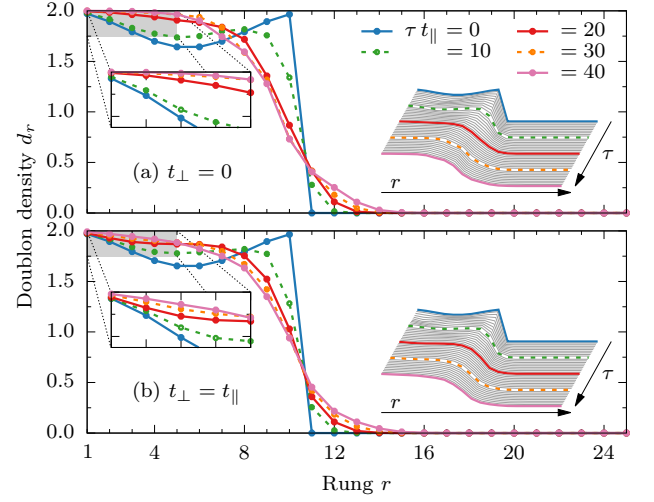 2.0
1.5
1.0
0.5
0.0
τ t∥ = 0
= 10
= 20
= 30
= 40
(a) t⊥ = 0
r
τ
Doublon density d_r
2.0
1.5
1.0
0.5
0.0
(b) t⊥ = t∥
r
τ
1 4 8 12 16 20 24
Rung r